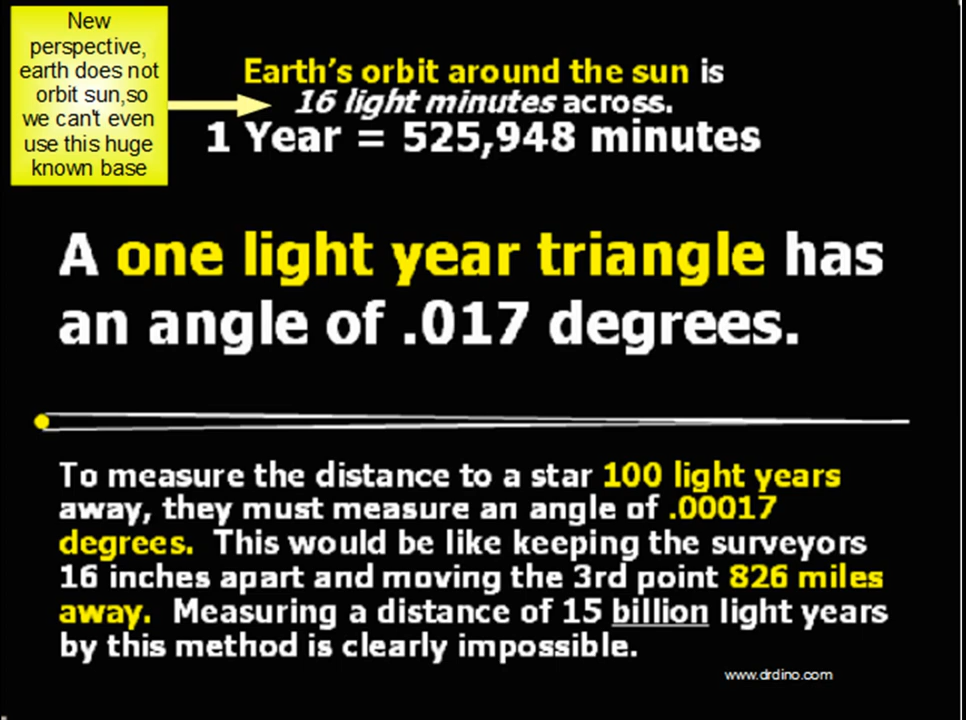 New
perspective,
earth does not
orbit sun,so
we can't even
use this huge
known base
Earth's orbit around the sun is
16 light minutes across.
1 Year = 525,948 minutes
A one light year triangle has
an angle of .017 degrees.
To measure the distance to a star 100 light years
away, they must measure an angle of .00017
degrees. This would be like keeping the surveyors
16 inches apart and moving the 3rd point 826 miles
away. Measuring a distance of 15 billion light years
by this method is clearly impossible.
www.drdino.com